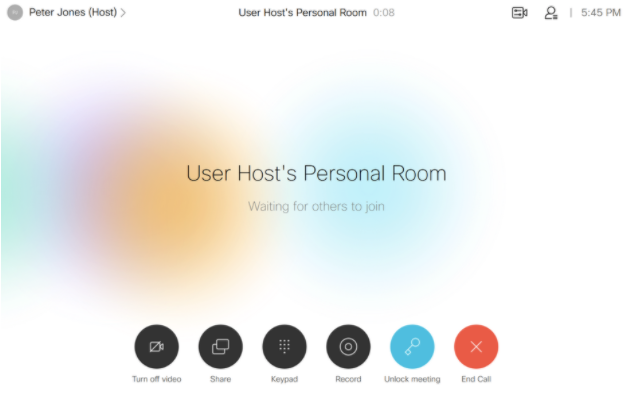 Peter Jones (Host)
User Host's Personal Room 0:08
5:45 PM
User Host's Personal Room
Waiting for others to join
Turn off video
Share
Keypad
Record
Unlock meeting
End Call